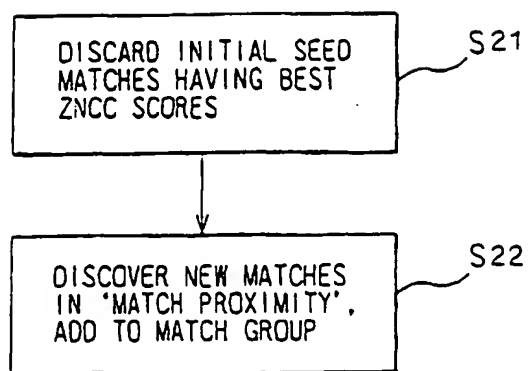 DISCARD INITIAL SEED
MATCHES HAVING BEST
ZNCC SCORES
S21
DISCOVER NEW MATCHES
IN 'MATCH PROXIMITY',
ADD TO MATCH GROUP
S22